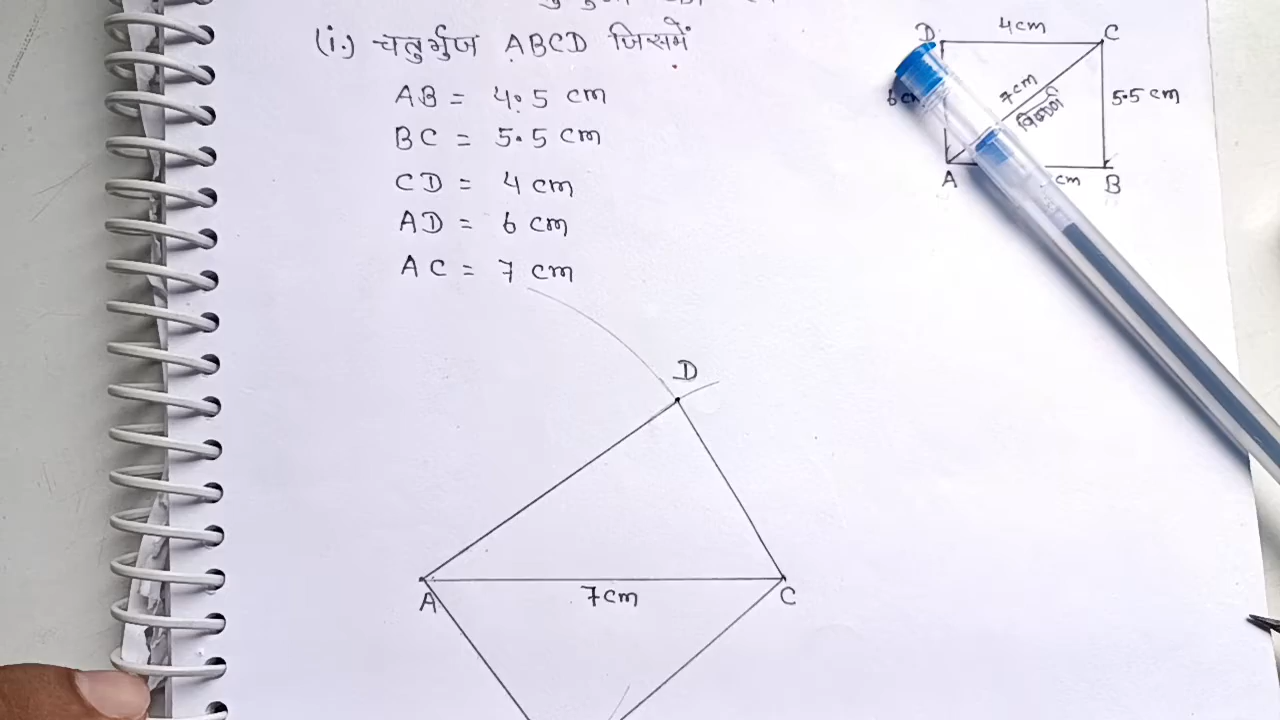 (i.) चतुर्भुज ABCD जिसमें
AB = 4.5 cm
BC = 5.5 cm
CD = 4 cm
AD = 6 cm
AC = 7 cm
D 4cm C
7cm
विकर्ण
5.5 cm
A cm B
D
A 7cm C